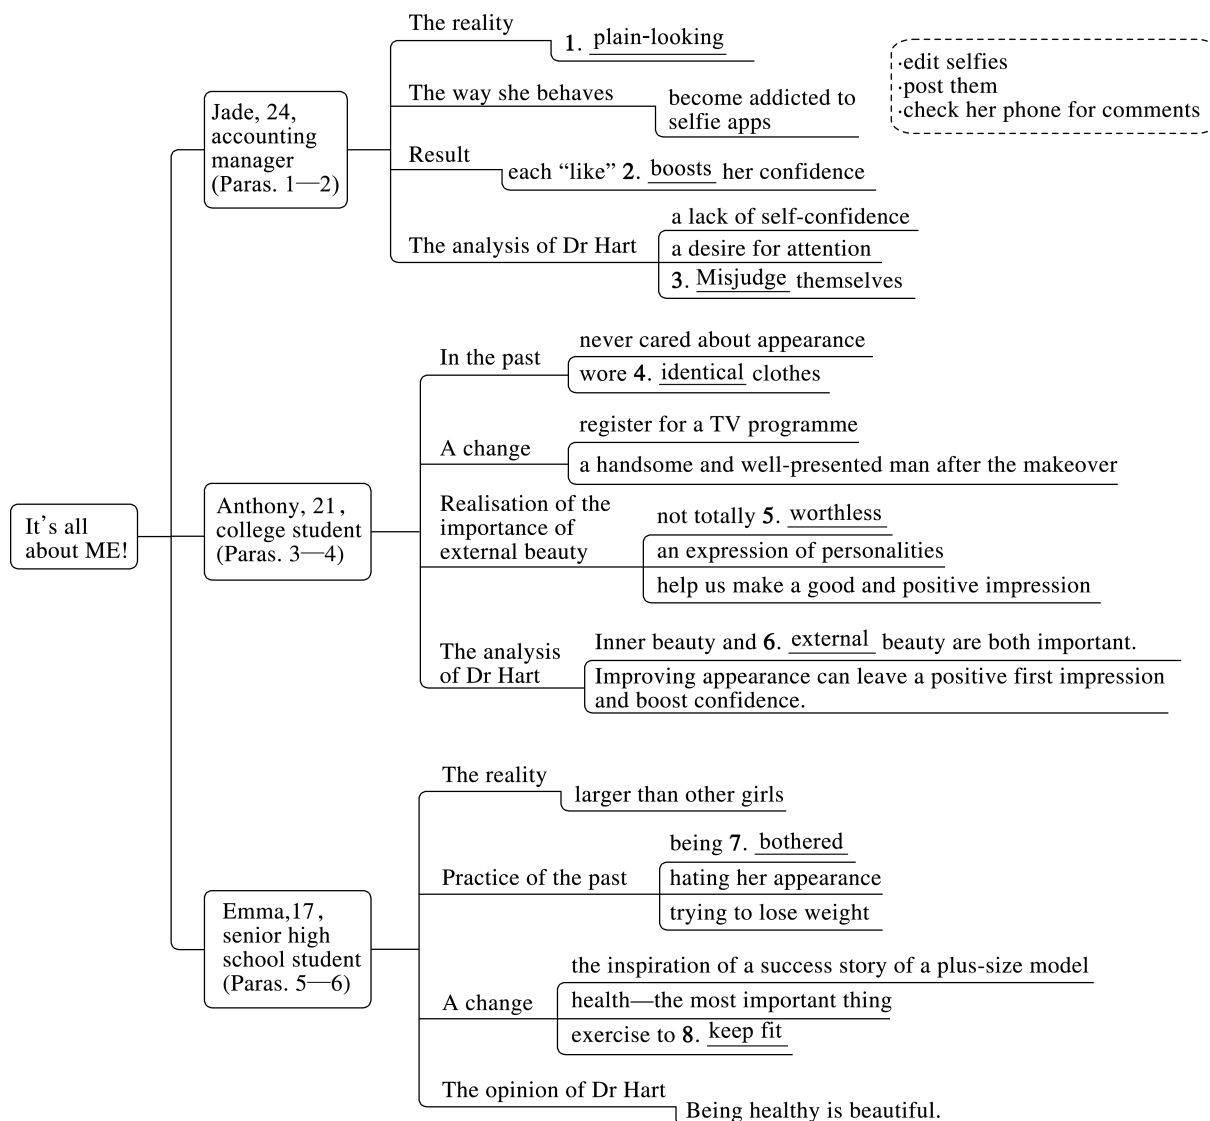 The reality
1. plain-looking
·edit selfies
·post them
·check her phone for comments
Jade, 24,
accounting
manager
(Paras. 1—2)
The way she behaves
become addicted to
selfie apps
Result
each “like” 2. boosts her confidence
The analysis of Dr Hart
a lack of self-confidence
a desire for attention
3. Misjudge themselves
It's all
about ME!
Anthony, 21,
college student
(Paras. 3—4)
In the past
never cared about appearance
wore 4. identical clothes
A change
register for a TV programme
a handsome and well-presented man after the makeover
Realisation of the
importance of
external beauty
not totally 5. worthless
an expression of personalities
help us make a good and positive impression
The analysis
of Dr Hart
Inner beauty and 6. external beauty are both important.
Improving appearance can leave a positive first impression
and boost confidence.
Emma,17,
senior high
school student
(Paras. 5—6)
The reality
larger than other girls
Practice of the past
being 7. bothered
hating her appearance
trying to lose weight
A change
the inspiration of a success story of a plus-size model
health—the most important thing
exercise to 8. keep fit
The opinion of Dr Hart
Being healthy is beautiful.